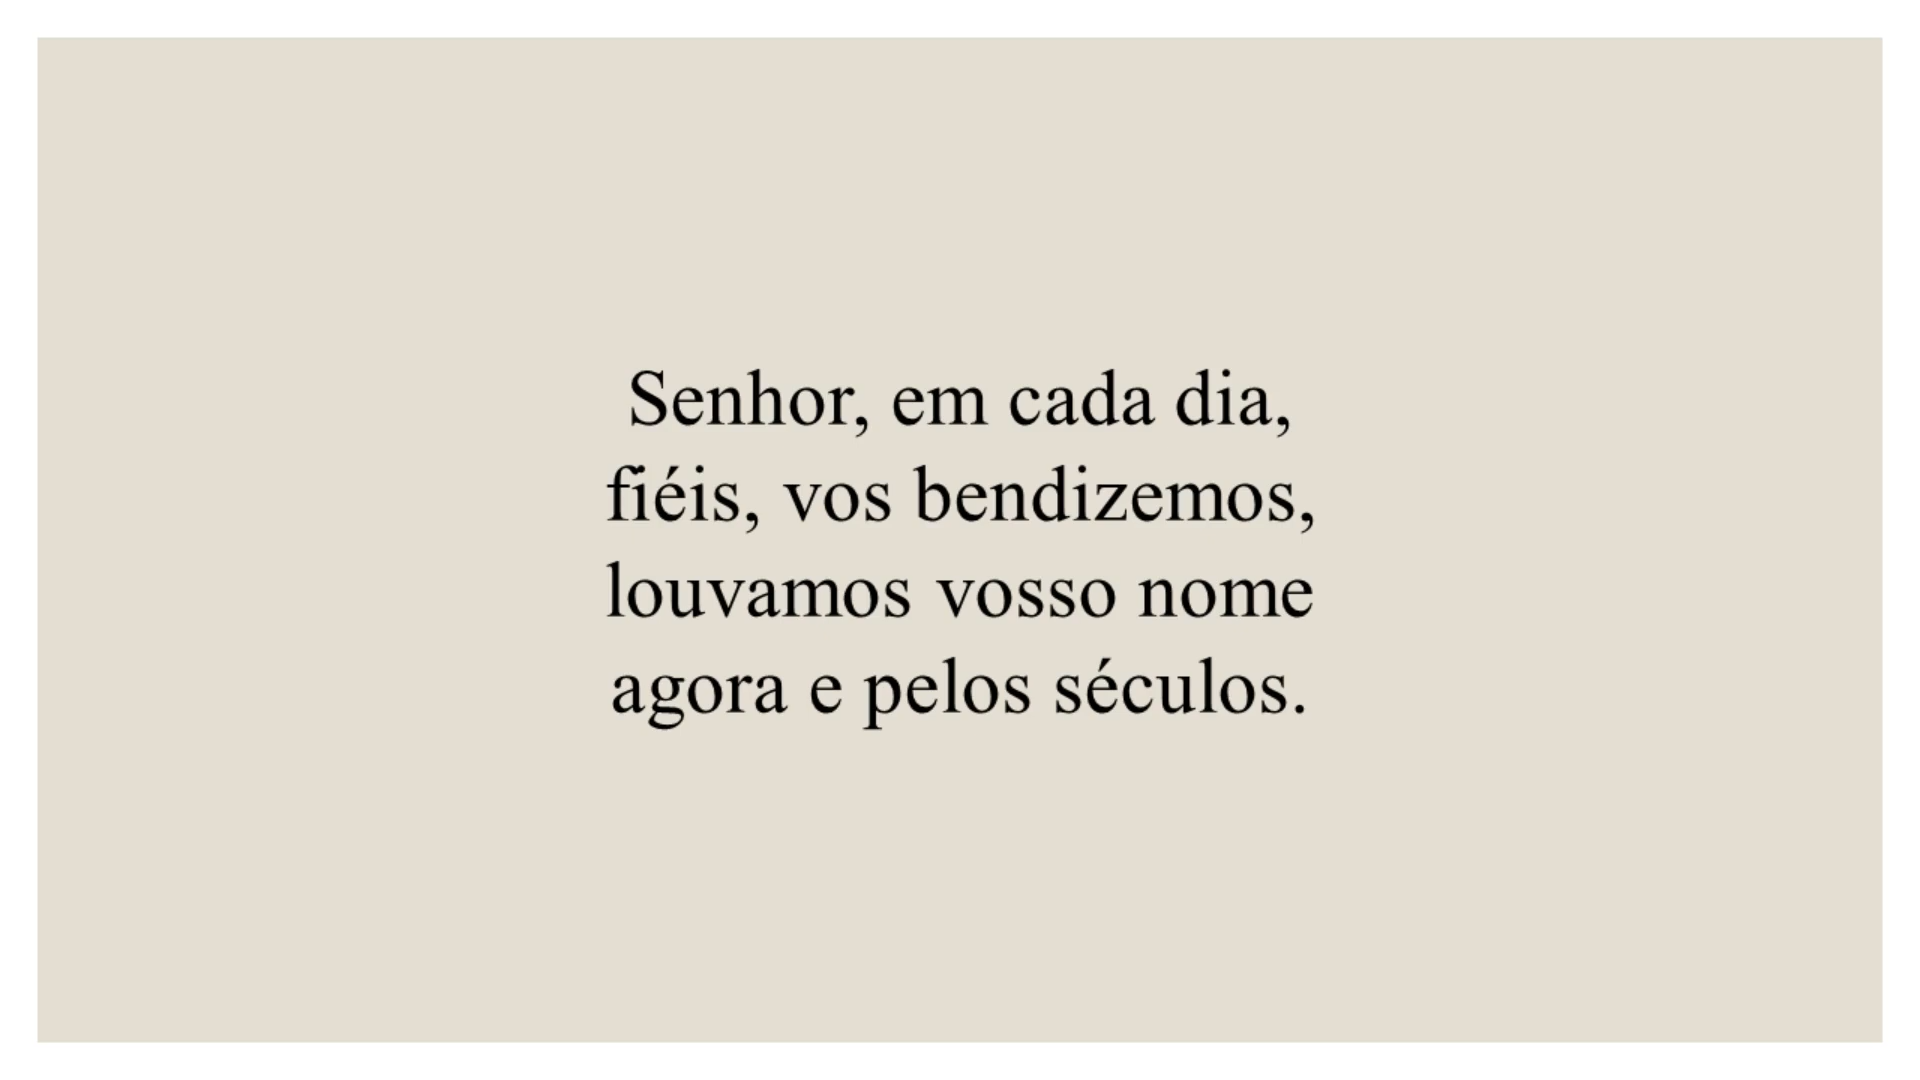 Senhor, em cada dia,
fiéis, vos bendizemos,
louvamos vosso nome
agora e pelos séculos.